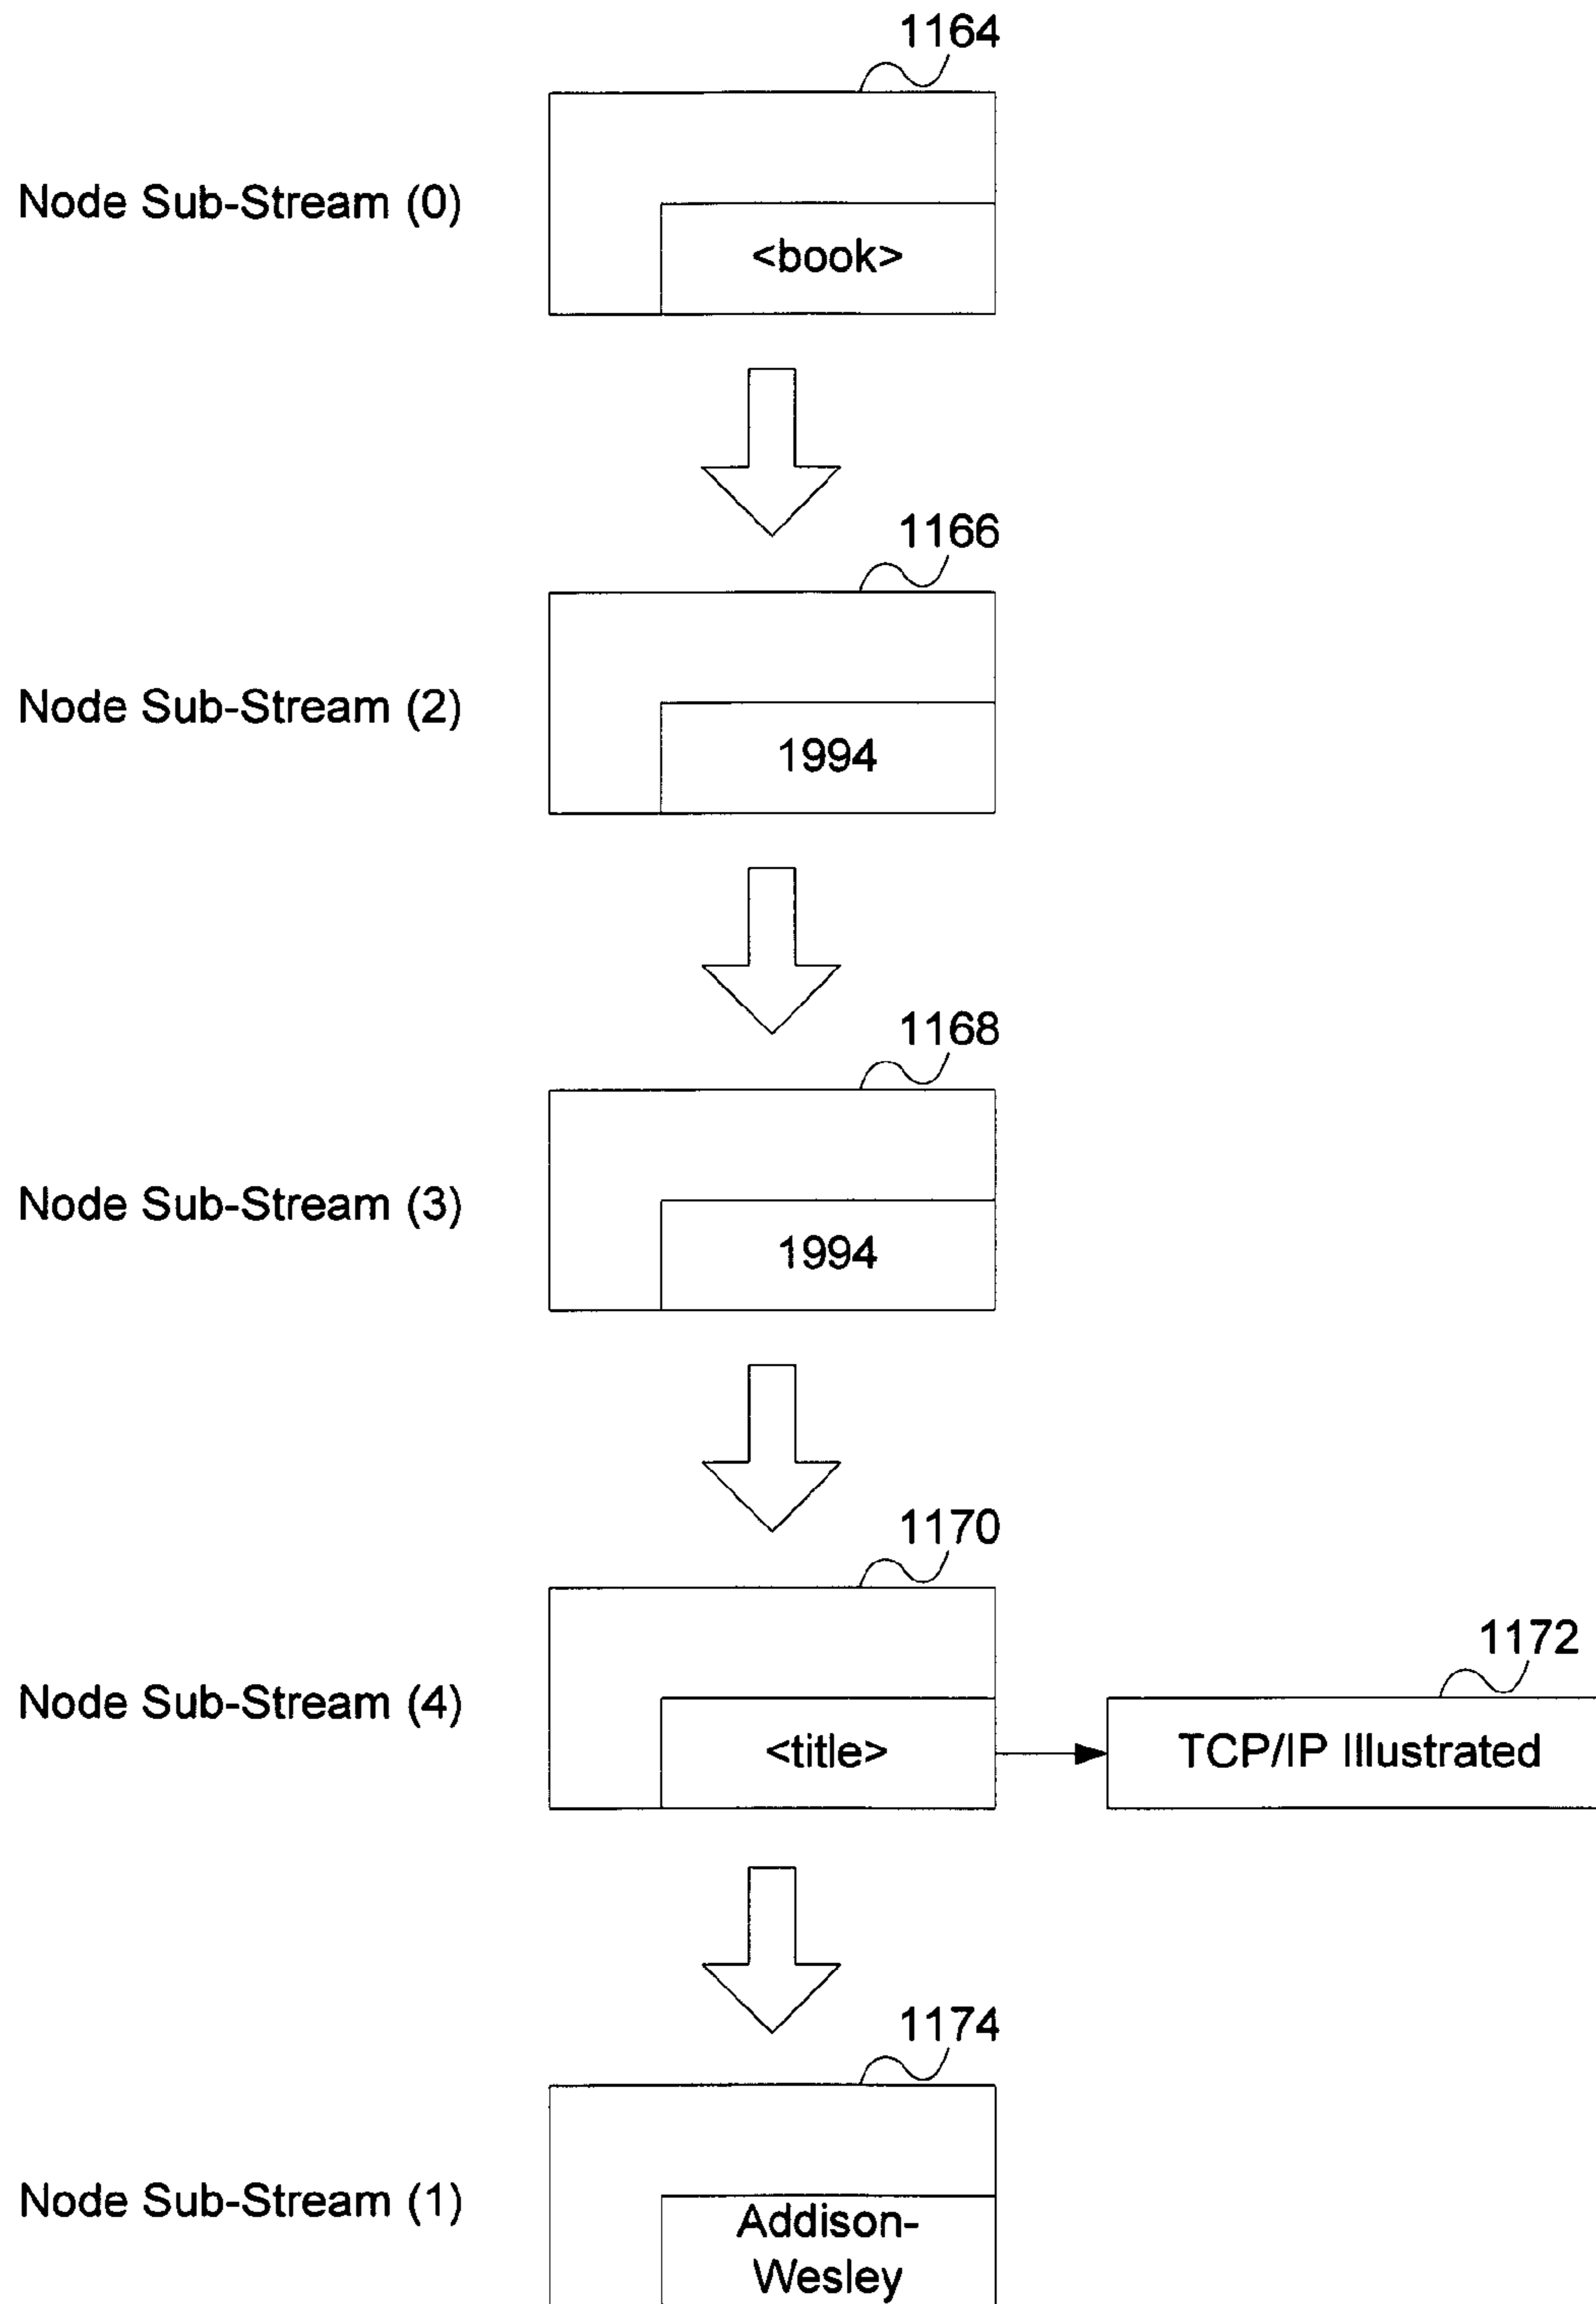 1164
Node Sub-Stream (0)
<book>
1166
Node Sub-Stream (2)
1994
1168
Node Sub-Stream (3)
1994
1170
1172
Node Sub-Stream (4)
<title>
TCP/IP Illustrated
1174
Node Sub-Stream (1)
Addison-
Wesley